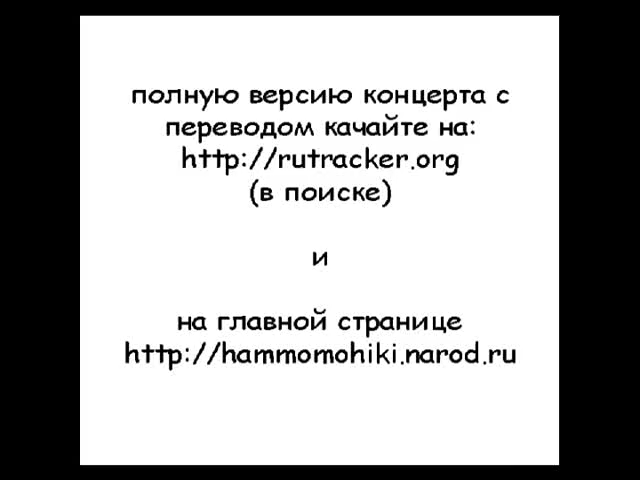 полную версию концерта с
переводом качайте на:
http://rutracker.org
(в поиске)
и
на главной странице
http://hammomohiki.narod.ru